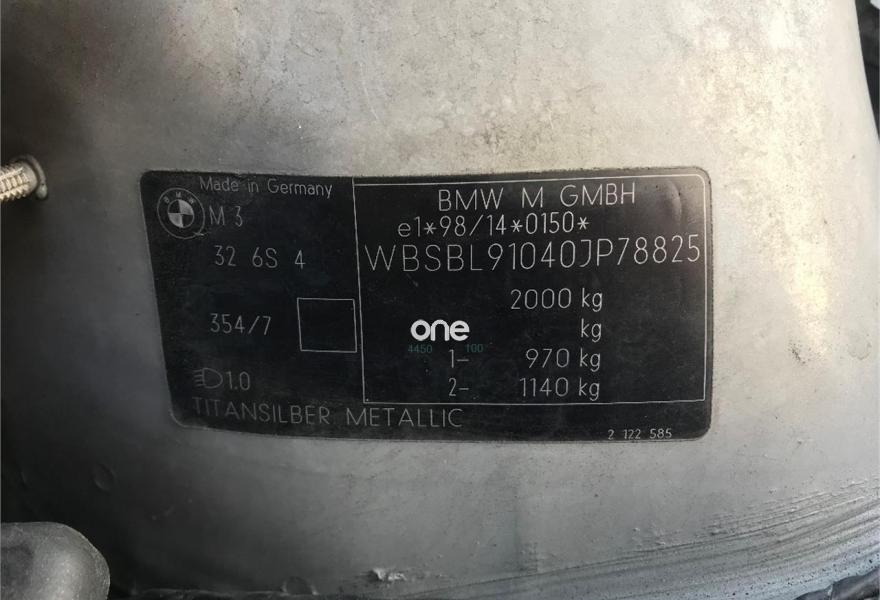 Made in Germany
BMW
M 3
32 6S 4
354/7
1.0
TITANSILBER METALLIC
BMW M GMBH
e1*98/14*0150*
WBSBL91040JP78825
2000 kg
kg
one
4450 100
1- 970 kg
2- 1140 kg
2 122 585